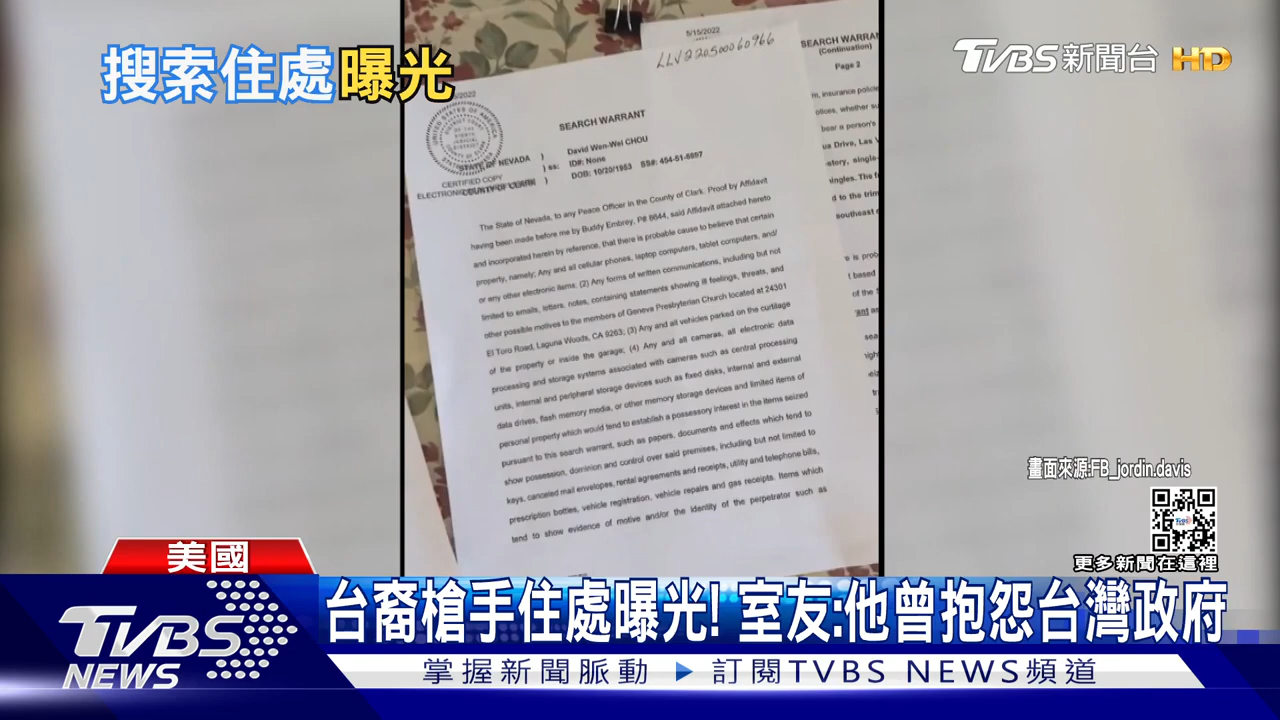 搜索住處曝光
TVBS新聞台 HD
5/15/2022
LLV220500060966
SEARCH WARRANT
(Continuation)
Page 2
SEARCH WARRANT
STATE OF NEVADA ) David Wen-Wei CHOU
) ss: ID#: None
COUNTY OF CLARK )
CERTIFIED COPY
The State of Nevada, to any Peace Officer in the County of Clark. Proof by Affidavit
having been made before me by Buddy Embrey, P# 8644, said Affidavit attached hereto
and incorporated herein by reference, that there is probable cause to believe that certain
property, namely; Any and all cellular phones, laptop computers, tablet computers, and/
or any other electronic items; (2) Any forms of written communications, including but not
limited to emails, letters, notes, containing statements showing ill feelings, threats, and
other possible motives to the members of Geneva Presbyterian Church located at 24301
El Toro Road, Laguna Woods, CA 9263; (3) Any and all vehicles parked on the curtilage
of the property or inside the garage; (4) Any and all cameras, all electronic data
processing and storage systems associated with cameras such as central processing
units, internal and peripheral storage devices such as fixed disks, internal and external
data drives, flash memory media, or other memory storage devices and limited items of
personal property which would tend to establish a possessory interest in the items seized
pursuant to this search warrant, such as papers, documents and effects which tend to
show possession, dominion and control over said premises, including but not limited to
keys, canceled mail envelopes, rental agreements and receipts, utility and telephone bills,
prescription bottles, vehicle registration, vehicle repairs and gas receipts. Items which
tend to show evidence of motive and/or the identity of the perpetrator such as
畫面來源:FB_jordin.davis
更多新聞在這裡
美國
台裔槍手住處曝光! 室友:他曾抱怨台灣政府
TVBS NEWS
掌握新聞脈動 ▶ 訂閱TVBS NEWS頻道